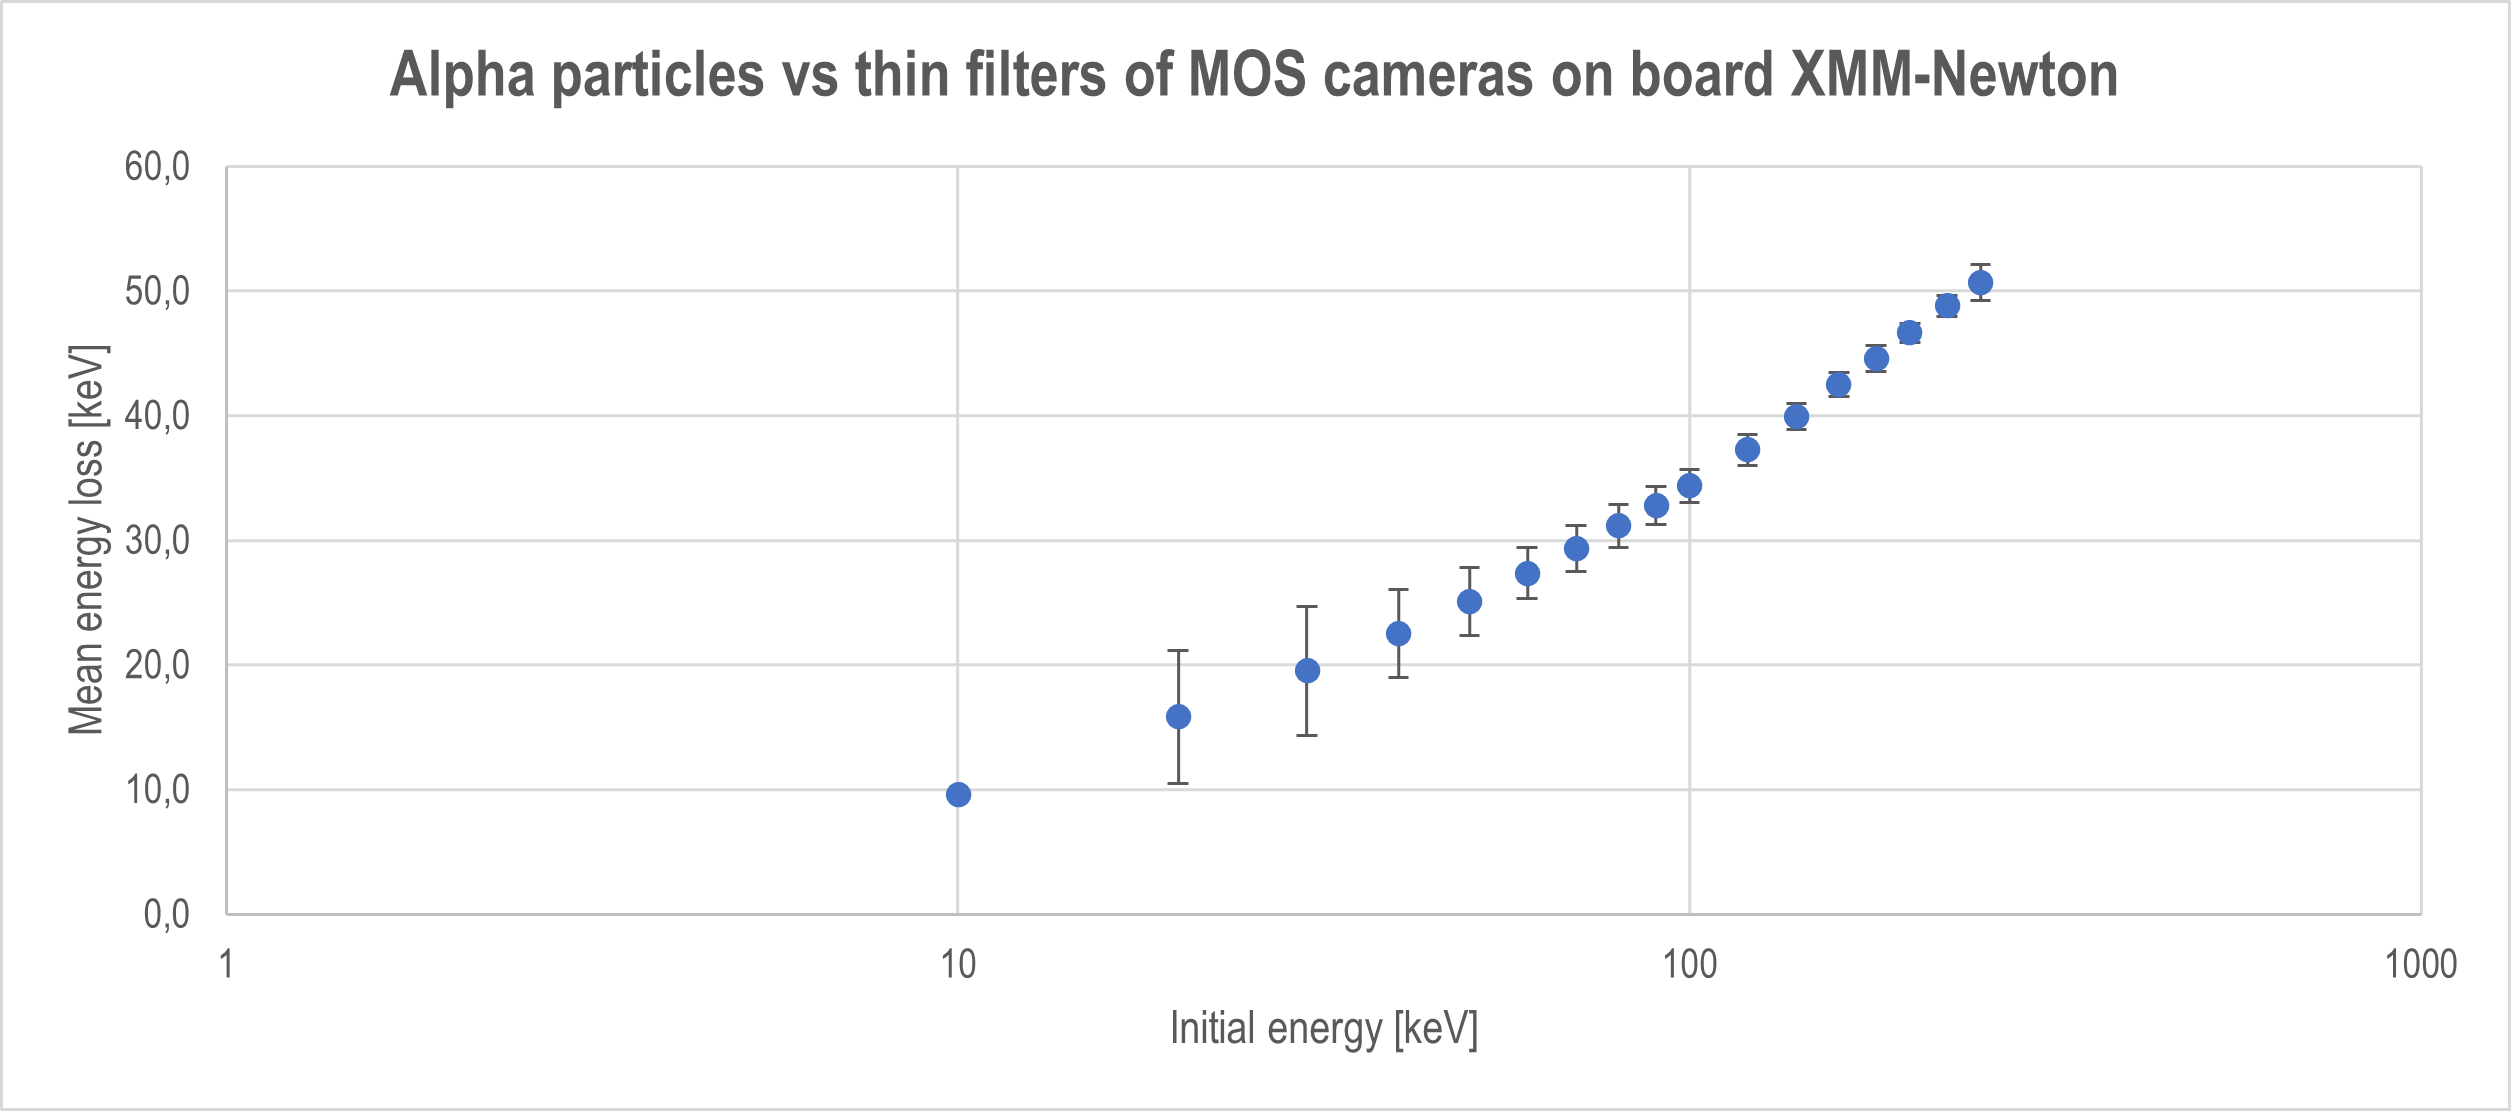 Alpha particles vs thin filters of MOS cameras on board XMM-Newton
60,0
50,0
40,0
30,0
20,0
10,0
0,0
Mean energy loss [keV]
1 10 100 1000
Initial energy [keV]